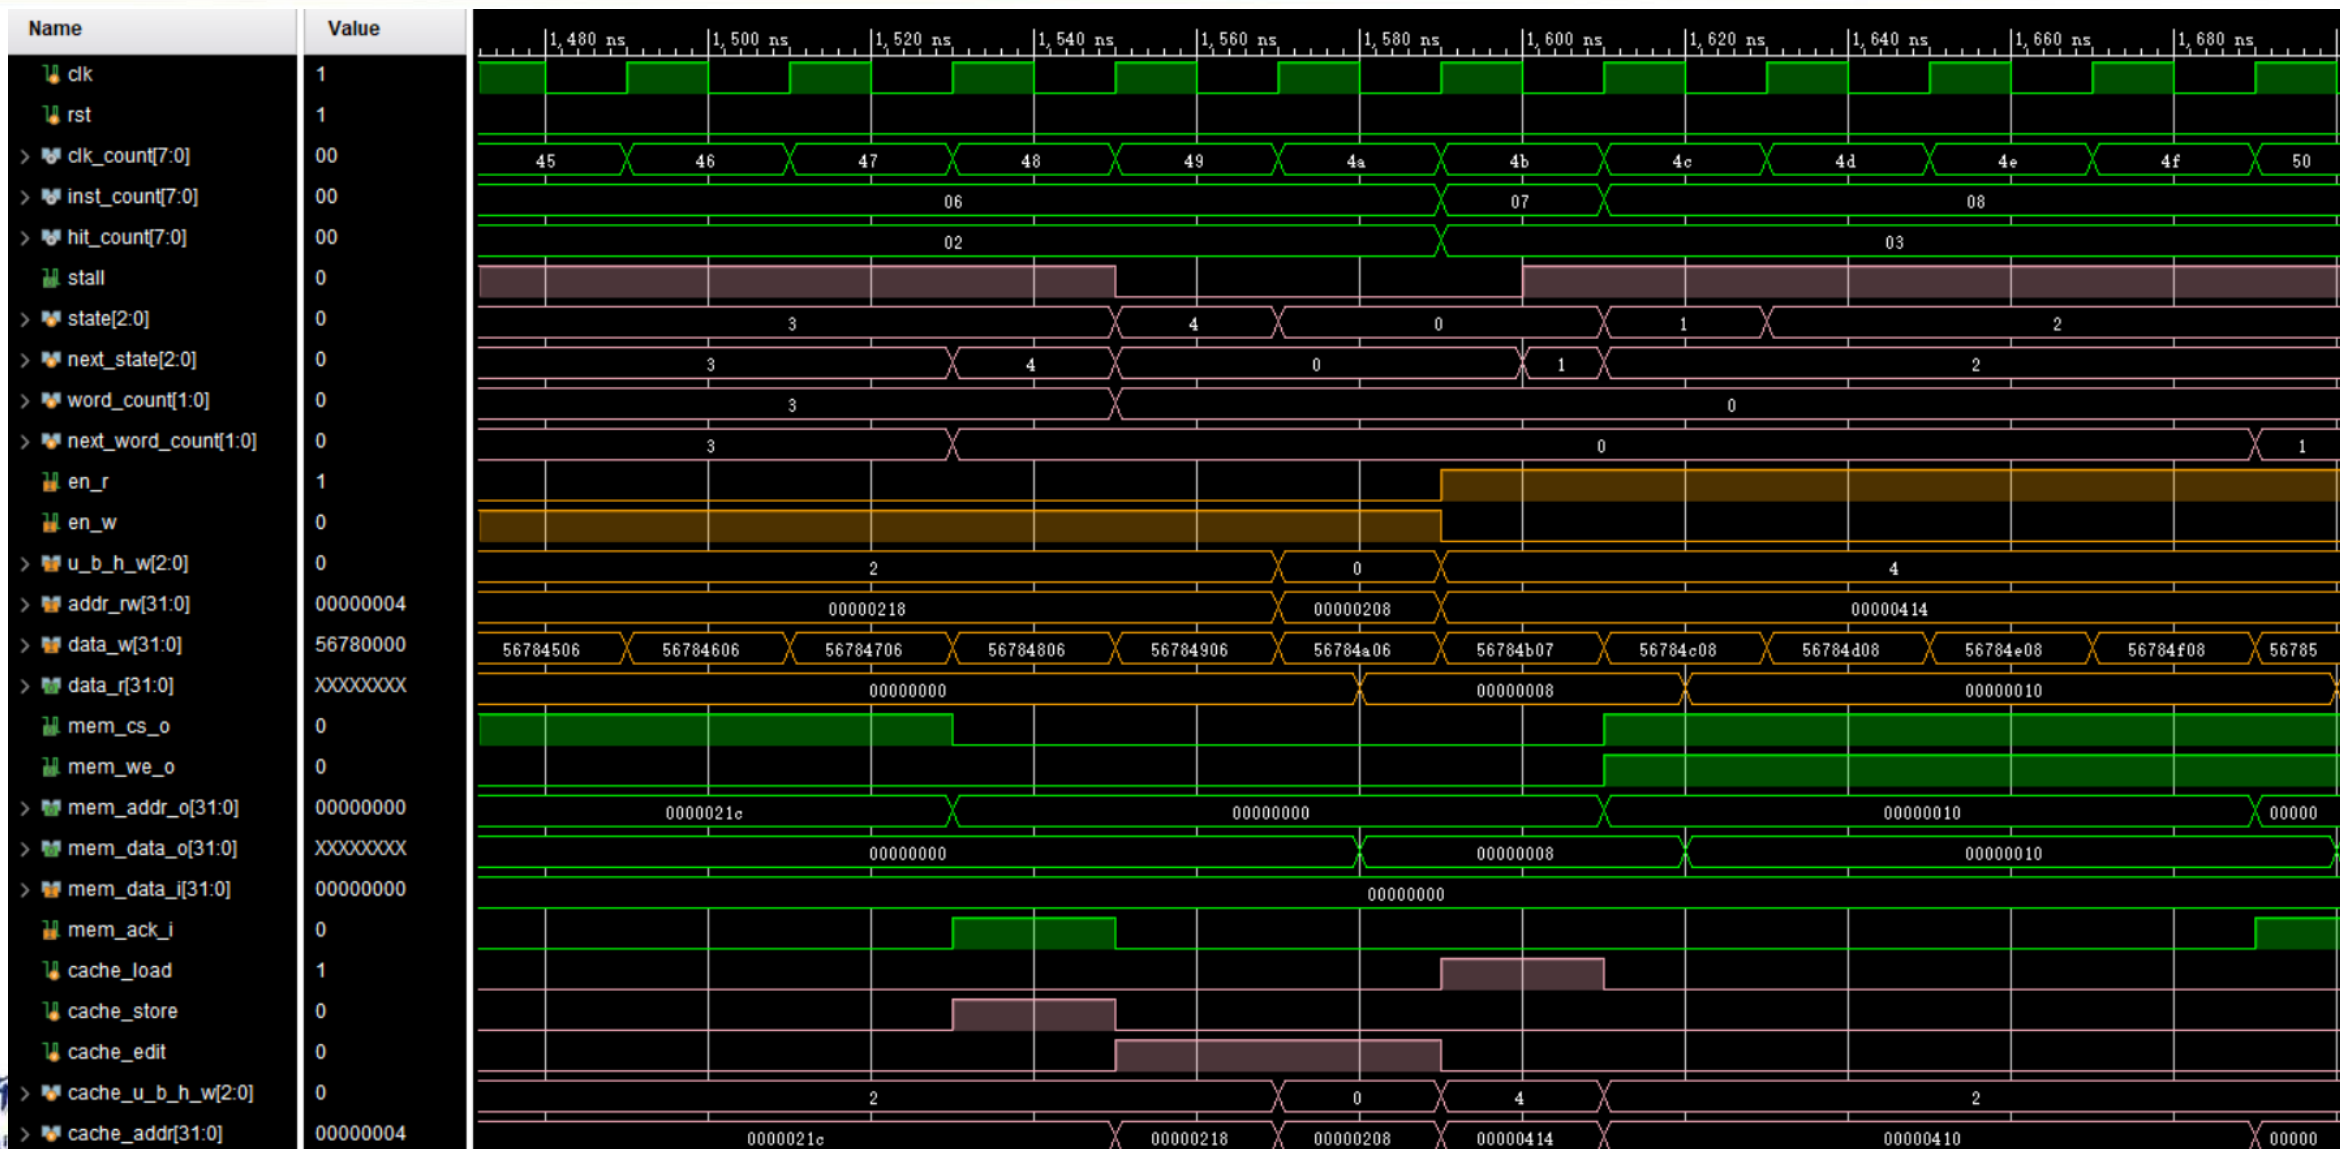 Name Value
1,480 ns 1,500 ns 1,520 ns 1,540 ns 1,560 ns 1,580 ns 1,600 ns 1,620 ns 1,640 ns 1,660 ns 1,680 ns
clk 1
rst 1
clk_count[7:0] 00 45 46 47 48 49 4a 4b 4c 4d 4e 4f 50
inst_count[7:0] 00 06 07 08
hit_count[7:0] 00 02 03
stall 0
state[2:0] 0 3 4 0 1 2
next_state[2:0] 0 3 4 0 1 2
word_count[1:0] 0 3 0
next_word_count[1:0] 0 3 0 1
en_r 1
en_w 0
u_b_h_w[2:0] 0 2 0 4
addr_rw[31:0] 00000004 00000218 00000208 00000414
data_w[31:0] 56780000 56784506 56784606 56784706 56784806 56784906 56784a06 56784b07 56784c08 56784d08 56784e08 56784f08 56785
data_r[31:0] XXXXXXXX 00000000 00000008 00000010
mem_cs_o 0
mem_we_o 0
mem_addr_o[31:0] 00000000 0000021c 00000000 00000010 00000
mem_data_o[31:0] XXXXXXXX 00000000 00000008 00000010
mem_data_i[31:0] 00000000 00000000
mem_ack_i 0
cache_load 1
cache_store 0
cache_edit 0
cache_u_b_h_w[2:0] 0 2 0 4 2
cache_addr[31:0] 00000004 0000021c 00000218 00000208 00000414 00000410 00000